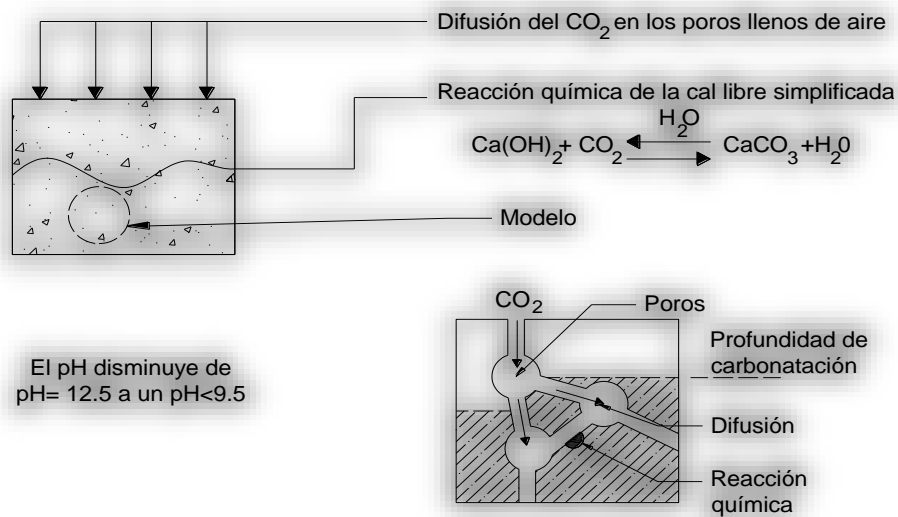 Difusión del CO2 en los poros llenos de aire
Reacción química de la cal libre simplificada
H2O
Ca(OH)2+ CO2 CaCO3 +H20
Modelo
CO2
Poros
Profundidad de
carbonatación
El pH disminuye de
pH= 12.5 a un pH<9.5
Difusión
Reacción
química